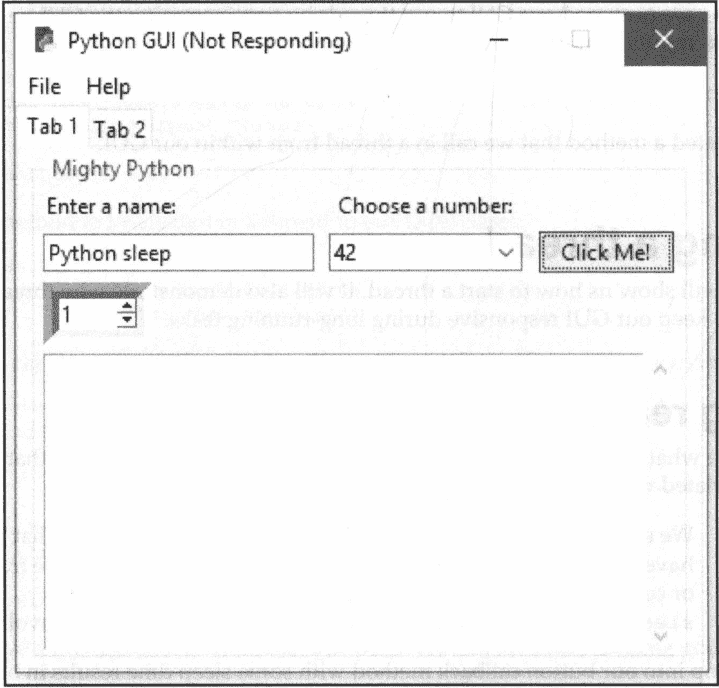 Python GUI (Not Responding)
File Help
Tab 1 Tab 2
Mighty Python
Enter a name: Choose a number:
Python sleep 42 Click Me!
1